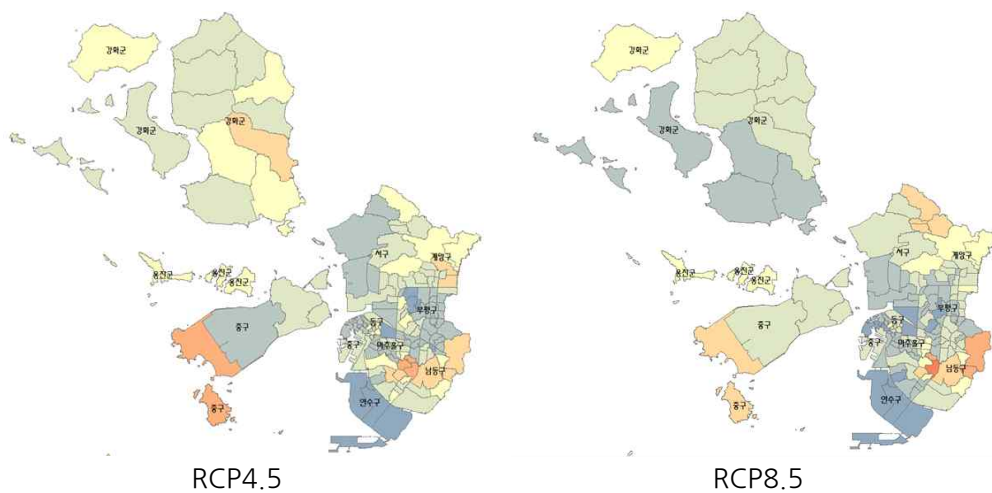 강화군
강화군
강화군
서구
계양구
옹진군
옹진군
옹진군
부평구
중구
동구
중구
미추홀구
남동구
연수구
중구
RCP4.5
강화군
강화군
강화군
서구
계양구
옹진군
옹진군
옹진군
부평구
중구
동구
중구
미추홀구
남동구
연수구
중구
RCP8.5